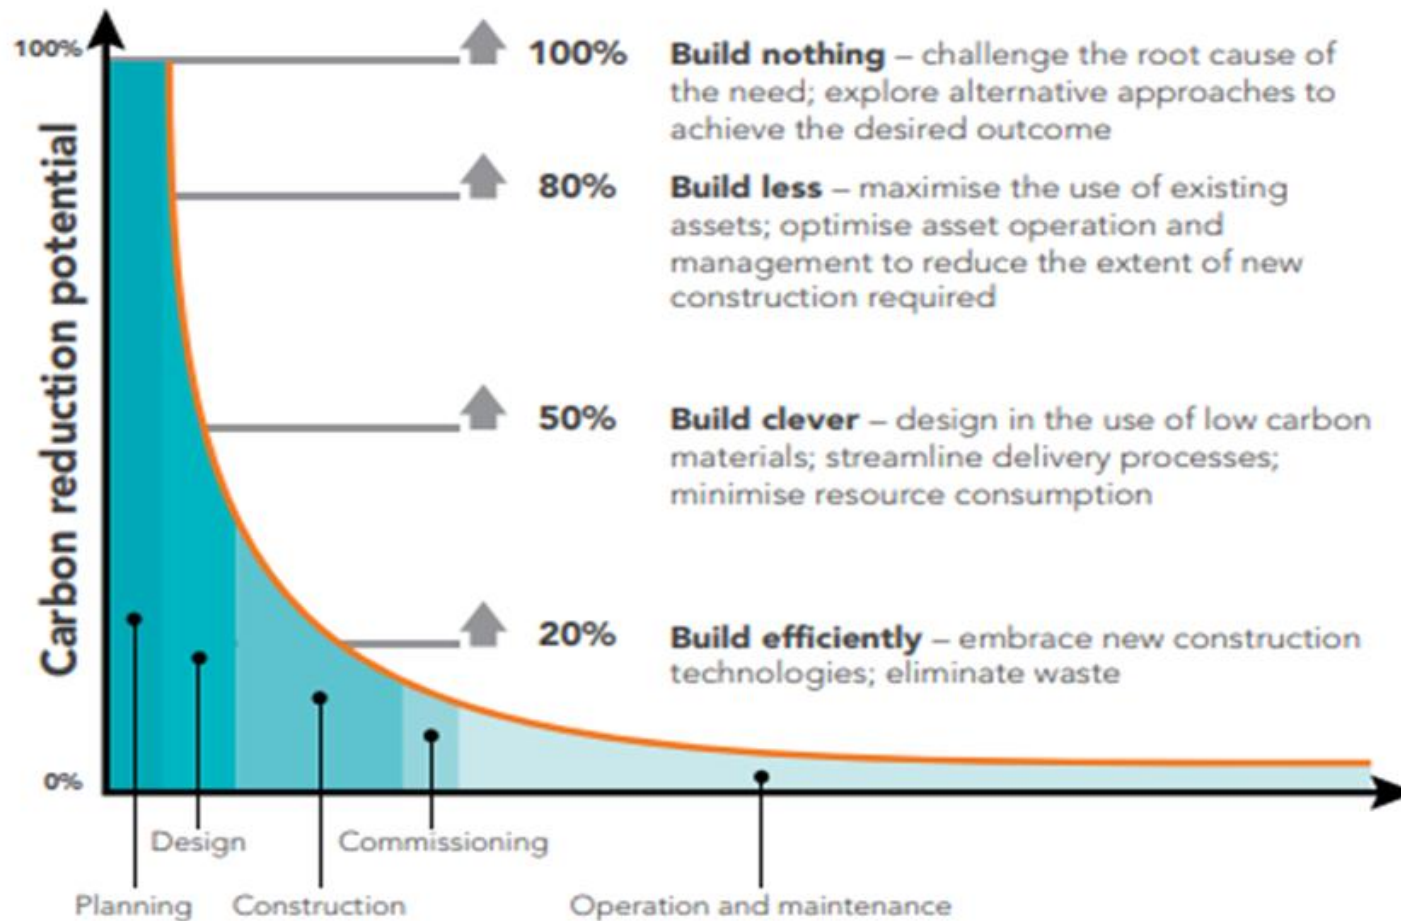 100%
Carbon reduction potential
0%
100%
Build nothing – challenge the root cause of
the need; explore alternative approaches to
achieve the desired outcome
80%
Build less – maximise the use of existing
assets; optimise asset operation and
management to reduce the extent of new
construction required
50%
Build clever – design in the use of low carbon
materials; streamline delivery processes;
minimise resource consumption
20%
Build efficiently – embrace new construction
technologies; eliminate waste
Design
Commissioning
Planning
Construction
Operation and maintenance